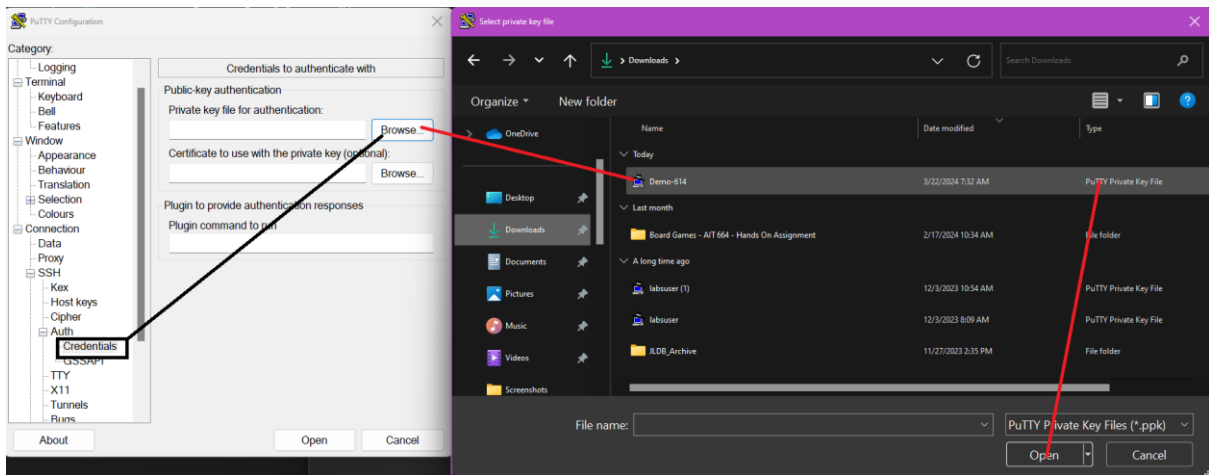 PuTTY Configuration
Category:
Logging
Terminal
Keyboard
Bell
Features
Window
Appearance
Behaviour
Translation
Selection
Colours
Connection
Data
Proxy
SSH
Kex
Host keys
Cipher
Auth
Credentials
GSSAPI
TTY
X11
Tunnels
Bugs
Credentials to authenticate with
Public-key authentication
Private key file for authentication:
Browse...
Certificate to use with the private key (optional):
Browse...
Plugin to provide authentication responses
Plugin command to run
About
Open
Cancel
Select private key file
Downloads
Search Downloads
Organize
New folder
OneDrive
Desktop
Downloads
Documents
Pictures
Music
Videos
Screenshots
Name Date modified Type
Today
Demo-614 3/22/2024 7:32 AM PuTTY Private Key File
Last month
Board Games - AIT 664 - Hands On Assignment 2/17/2024 10:34 AM File folder
A long time ago
labsuser (1) 12/3/2023 10:54 AM PuTTY Private Key File
labsuser 12/3/2023 8:09 AM PuTTY Private Key File
JLDB_Archive 11/27/2023 2:35 PM File folder
File name:
PuTTY Private Key Files (*.ppk)
Open
Cancel